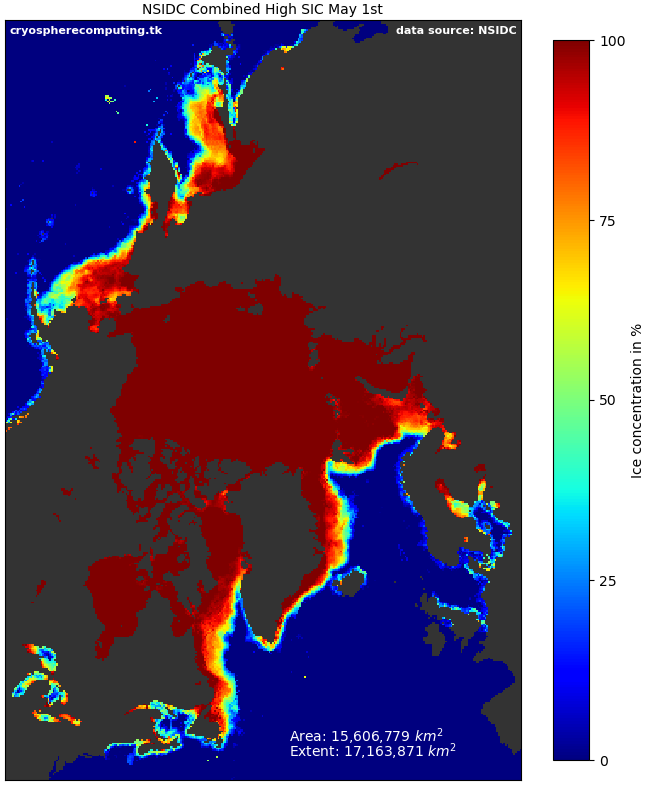 NSIDC Combined High SIC May 1st
cryospherecomputing.tk
data source: NSIDC
100
75
50
25
0
Ice concentration in %
Area: 15,606,779 km²
Extent: 17,163,871 km²